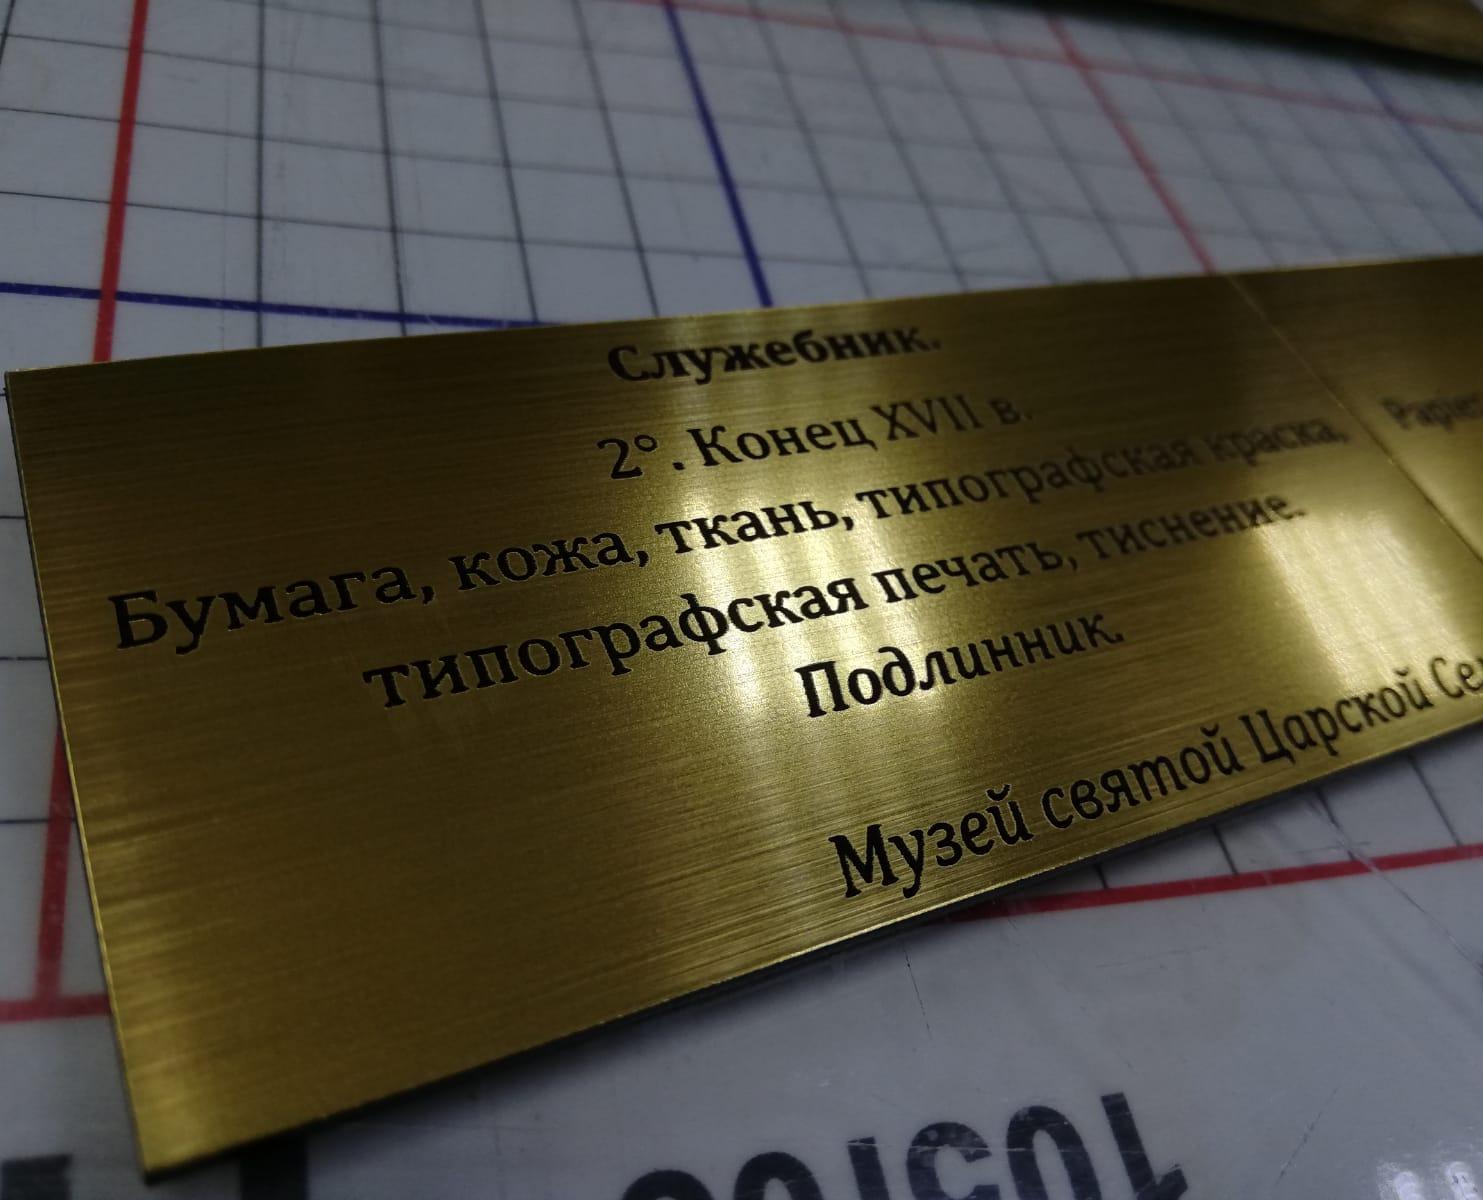 Служебник.
2° . Конец XVII в.
Бумага, кожа, ткань, типографская краска,
типографская печать, тиснение.
Подлинник.
Музей святой Царской